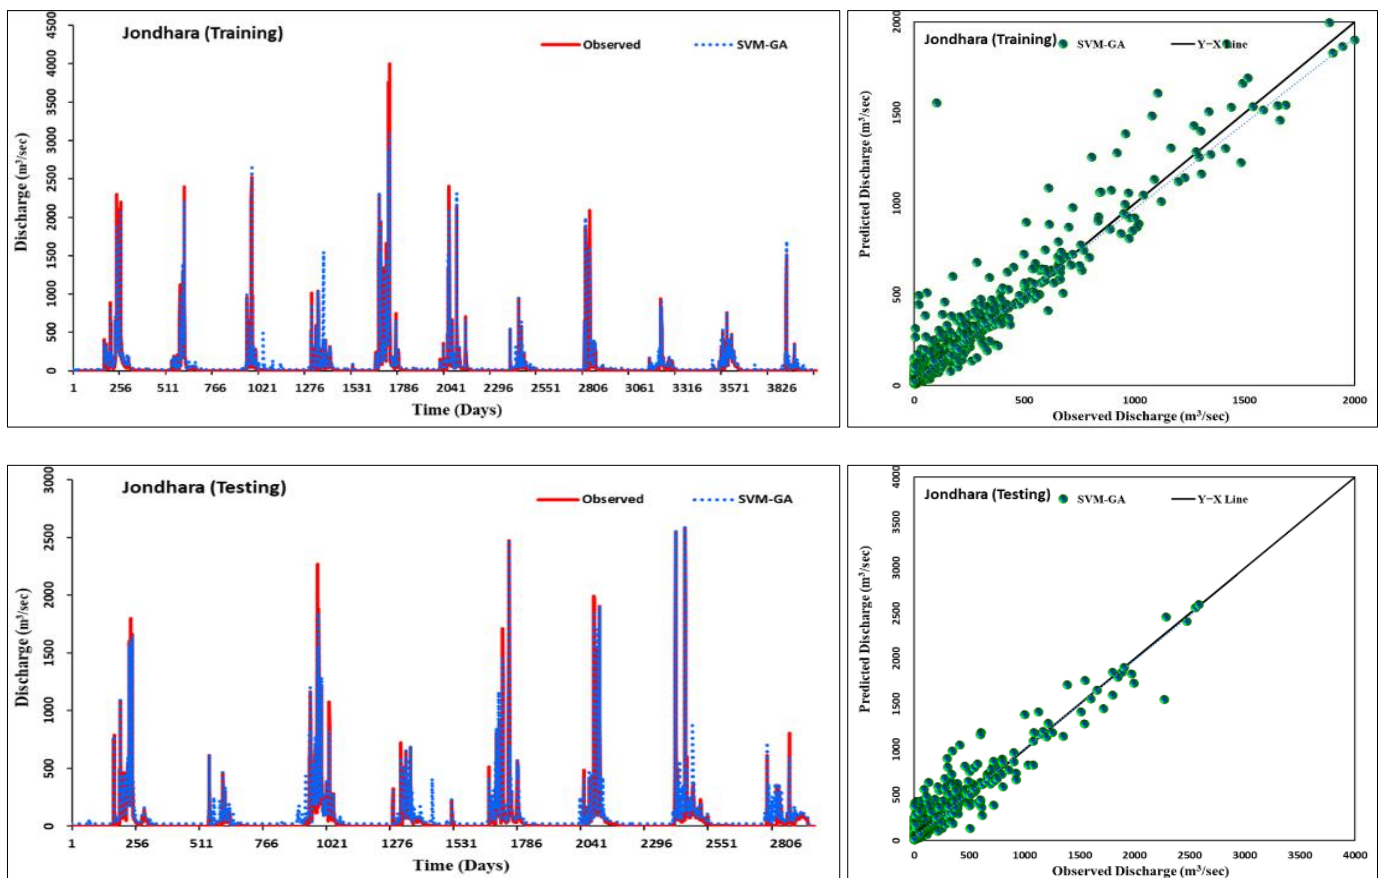 Jondhara (Training)
Observed
SVM-GA
Discharge (m³/sec)
4500
4000
3500
3000
2500
2000
1500
1000
500
0
1 256 511 766 1021 1276 1531 1786 2041 2296 2551 2806 3061 3316 3571 3826
Time (Days)
Jondhara (Training)
SVM-GA
Y=X Line
Predicted Discharge (m³/sec)
2000
1500
1000
500
0
0 500 1000 1500 2000
Observed Discharge (m³/sec)
Jondhara (Testing)
Observed
SVM-GA
Discharge (m³/sec)
3000
2500
2000
1500
1000
500
0
1 256 511 766 1021 1276 1531 1786 2041 2296 2551 2806
Time (Days)
Jondhara (Testing)
SVM-GA
Y=X Line
Predicted Discharge (m³/sec)
4000
3500
3000
2500
2000
1500
1000
500
0
0 500 1000 1500 2000 2500 3000 3500 4000
Observed Discharge (m³/sec)